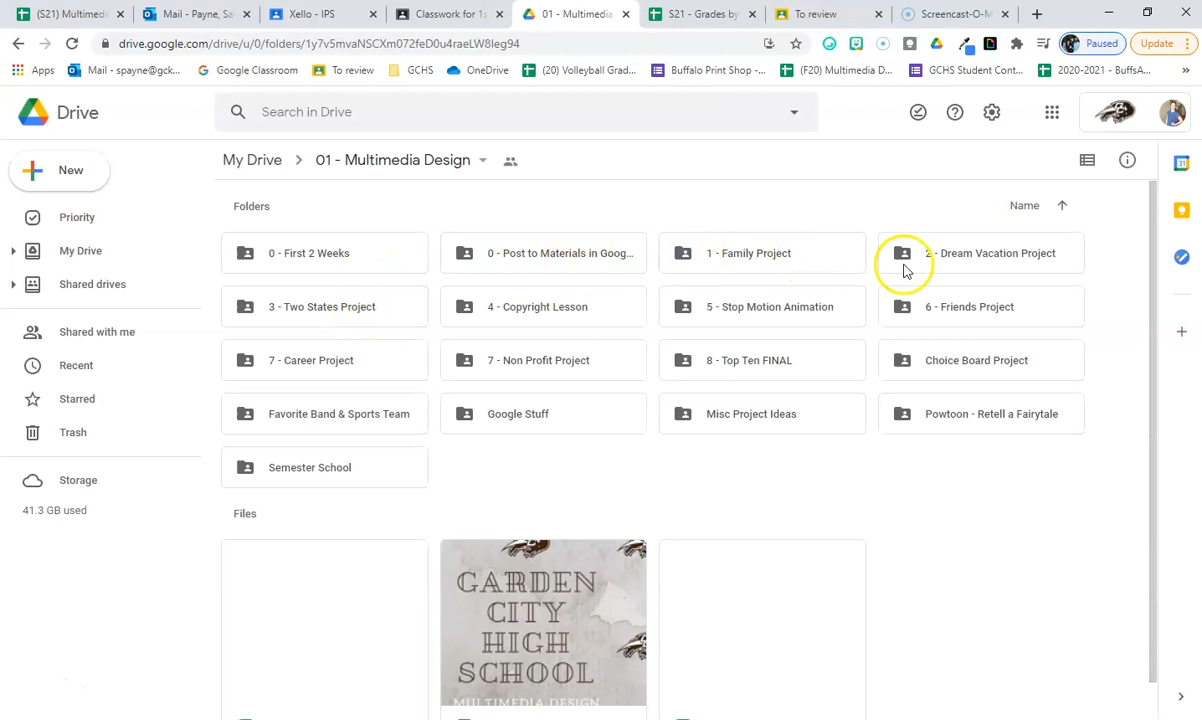 (S21) Multimedi
Mail - Payne, Sa
Xello - IPS
Classwork for 1s
01 - Multimedia
S21 - Grades by
To review
Screencast-O-M
drive.google.com/drive/u/0/folders/1y7v5mvaNSCXm072feD0u4raeLW8Ieg94
Paused
Update
Apps
Mail - spayne@gck...
Google Classroom
To review
GCHS
OneDrive
(20) Volleyball Grad...
Buffalo Print Shop -...
(F20) Multimedia D...
GCHS Student Cont...
2020-2021 - BuffsA...
Drive
Search in Drive
New
My Drive
01 - Multimedia Design
Priority
My Drive
Shared drives
Shared with me
Recent
Starred
Trash
Storage
41.3 GB used
Folders
Name
0 - First 2 Weeks
0 - Post to Materials in Goog...
1 - Family Project
2 - Dream Vacation Project
3 - Two States Project
4 - Copyright Lesson
5 - Stop Motion Animation
6 - Friends Project
7 - Career Project
7 - Non Profit Project
8 - Top Ten FINAL
Choice Board Project
Favorite Band & Sports Team
Google Stuff
Misc Project Ideas
Powtoon - Retell a Fairytale
Semester School
Files
GARDEN
CITY
HIGH
SCHOOL
MULTIMEDIA DESIGN
31